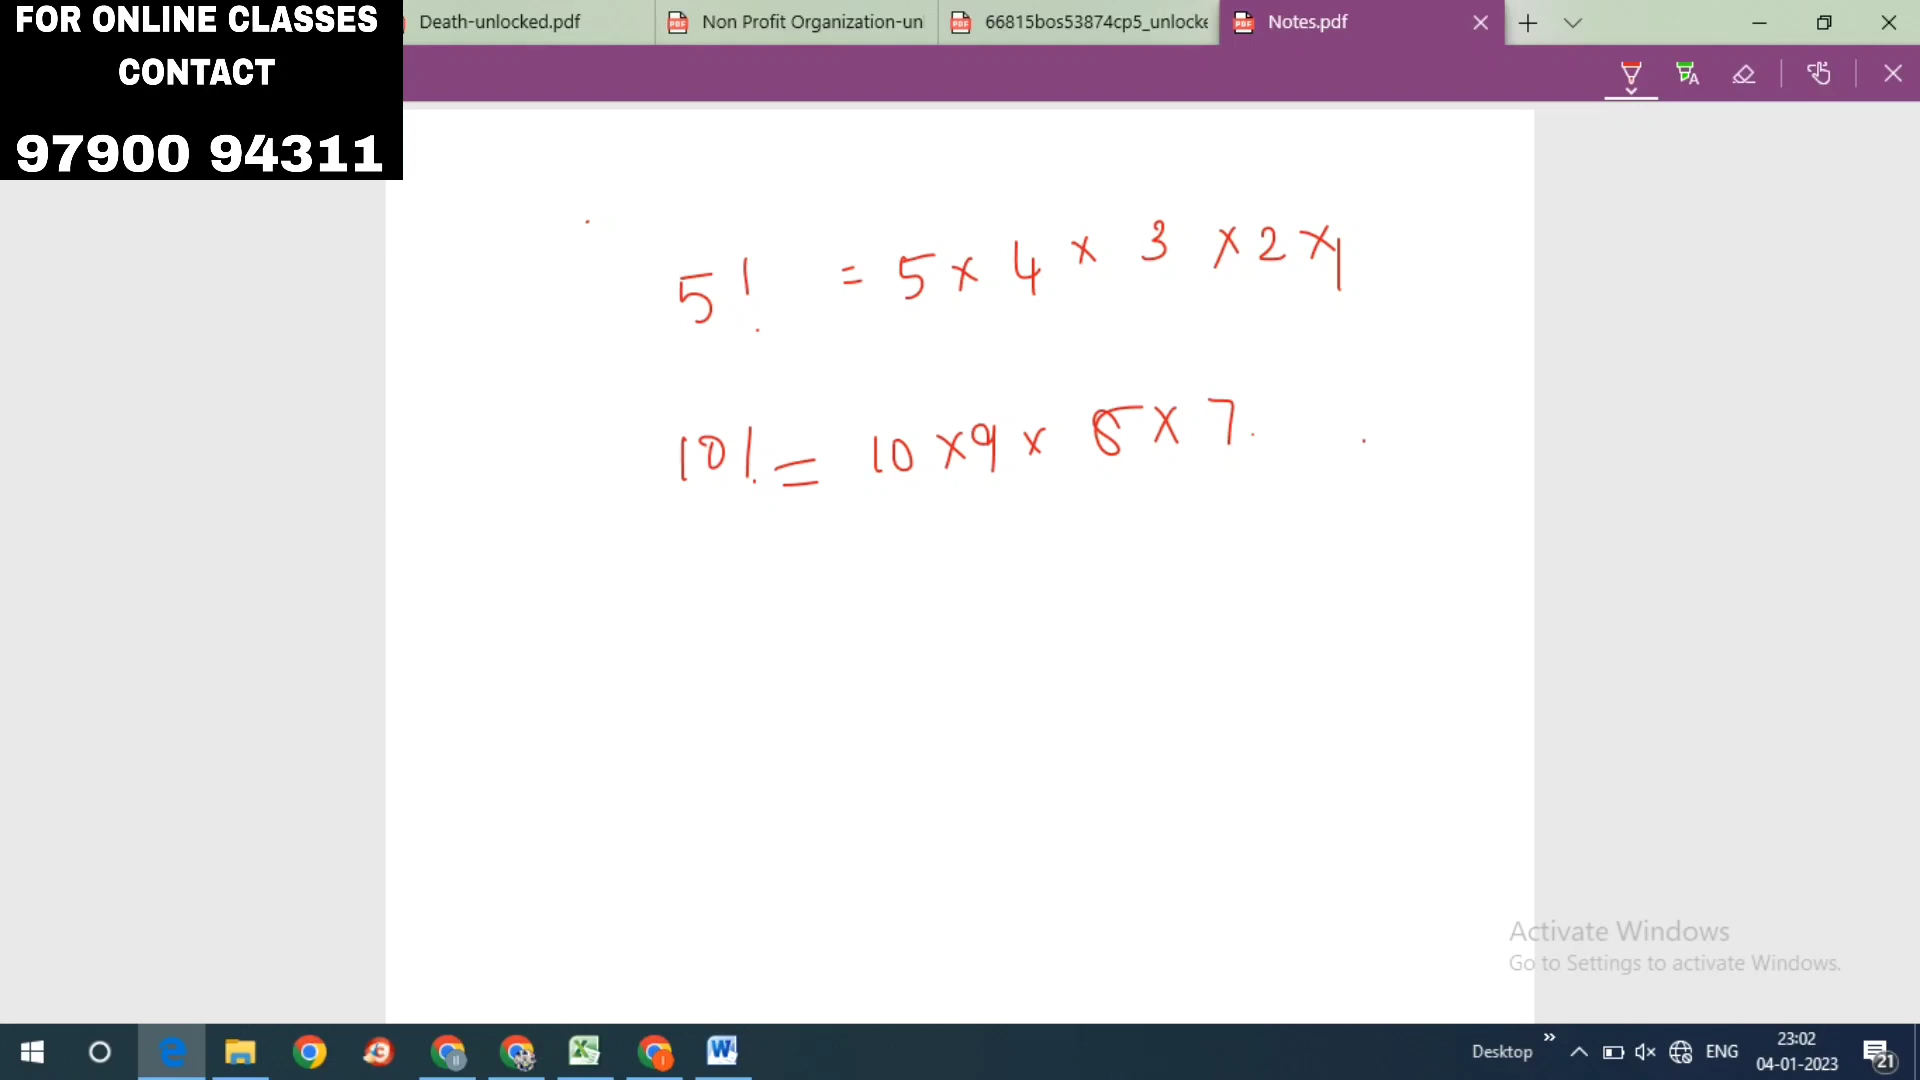 FOR ONLINE CLASSES
CONTACT
97900 94311
Death-unlocked.pdf
Non Profit Organization-un
66815bos53874cp5_unlocke
Notes.pdf
5! = 5 × 4 × 3 × 2 × 1
10! = 10 × 9 × 8 × 7.
Activate Windows
Go to Settings to activate Windows.
Desktop
ENG
23:02
04-01-2023
21